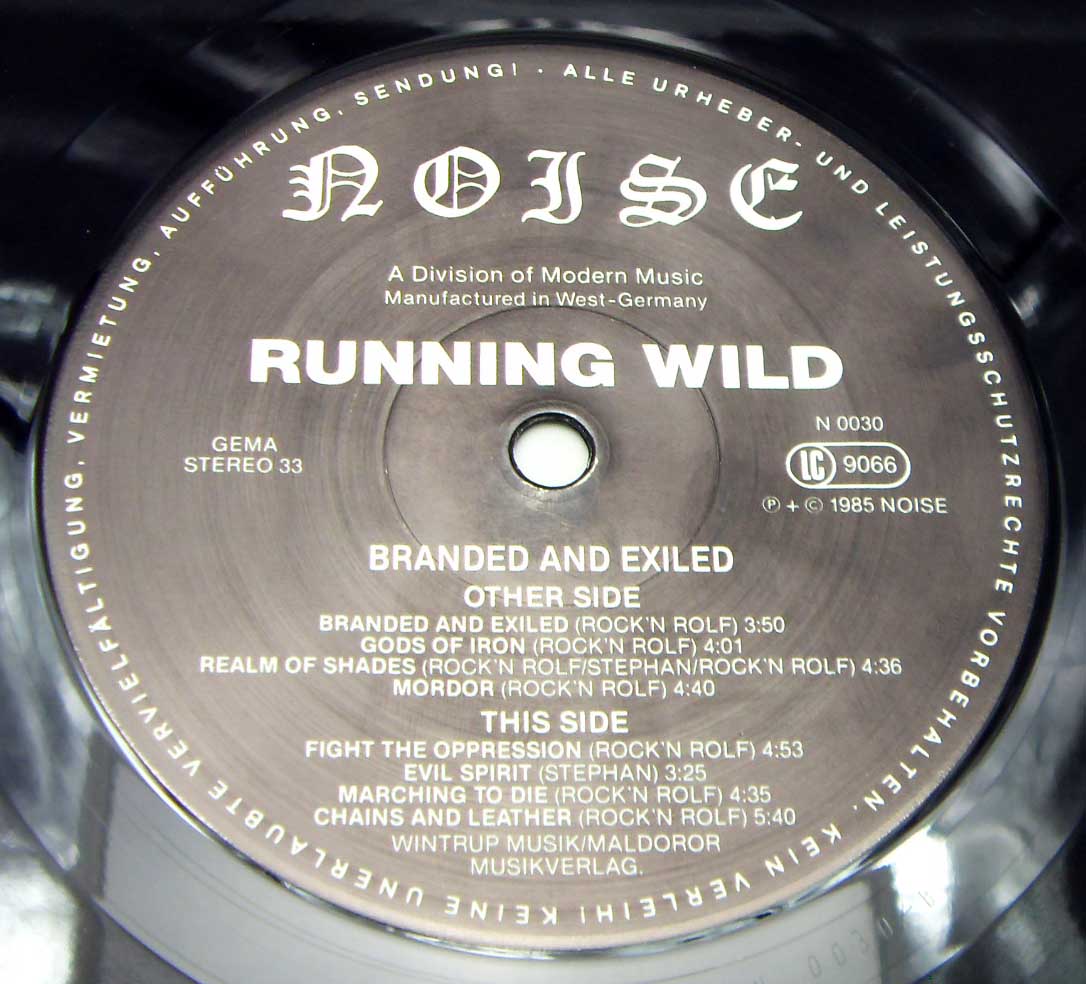 ALLE URHEBER- UND LEISTUNGSSCHUTZRECHTE VORBEHALTEN. KEIN VERLEIH! KEINE UNERLAUBTE VERVIELFÄLTIGUNG, VERMIETUNG, AUFFÜHRUNG, SENDUNG! ·
NOISE
A Division of Modern Music
Manufactured in West-Germany
RUNNING WILD
GEMA
STEREO 33
N 0030
LC 9066
Ⓟ + © 1985 NOISE
BRANDED AND EXILED
OTHER SIDE
BRANDED AND EXILED (ROCK'N ROLF) 3:50
GODS OF IRON (ROCK'N ROLF) 4:01
REALM OF SHADES (ROCK'N ROLF/STEPHAN/ROCK'N ROLF) 4:36
MORDOR (ROCK'N ROLF) 4:40
THIS SIDE
FIGHT THE OPPRESSION (ROCK'N ROLF) 4:53
EVIL SPIRIT (STEPHAN) 3:25
MARCHING TO DIE (ROCK'N ROLF) 4:35
CHAINS AND LEATHER (ROCK'N ROLF) 5:40
WINTRUP MUSIK/MALDOROR
MUSIKVERLAG.